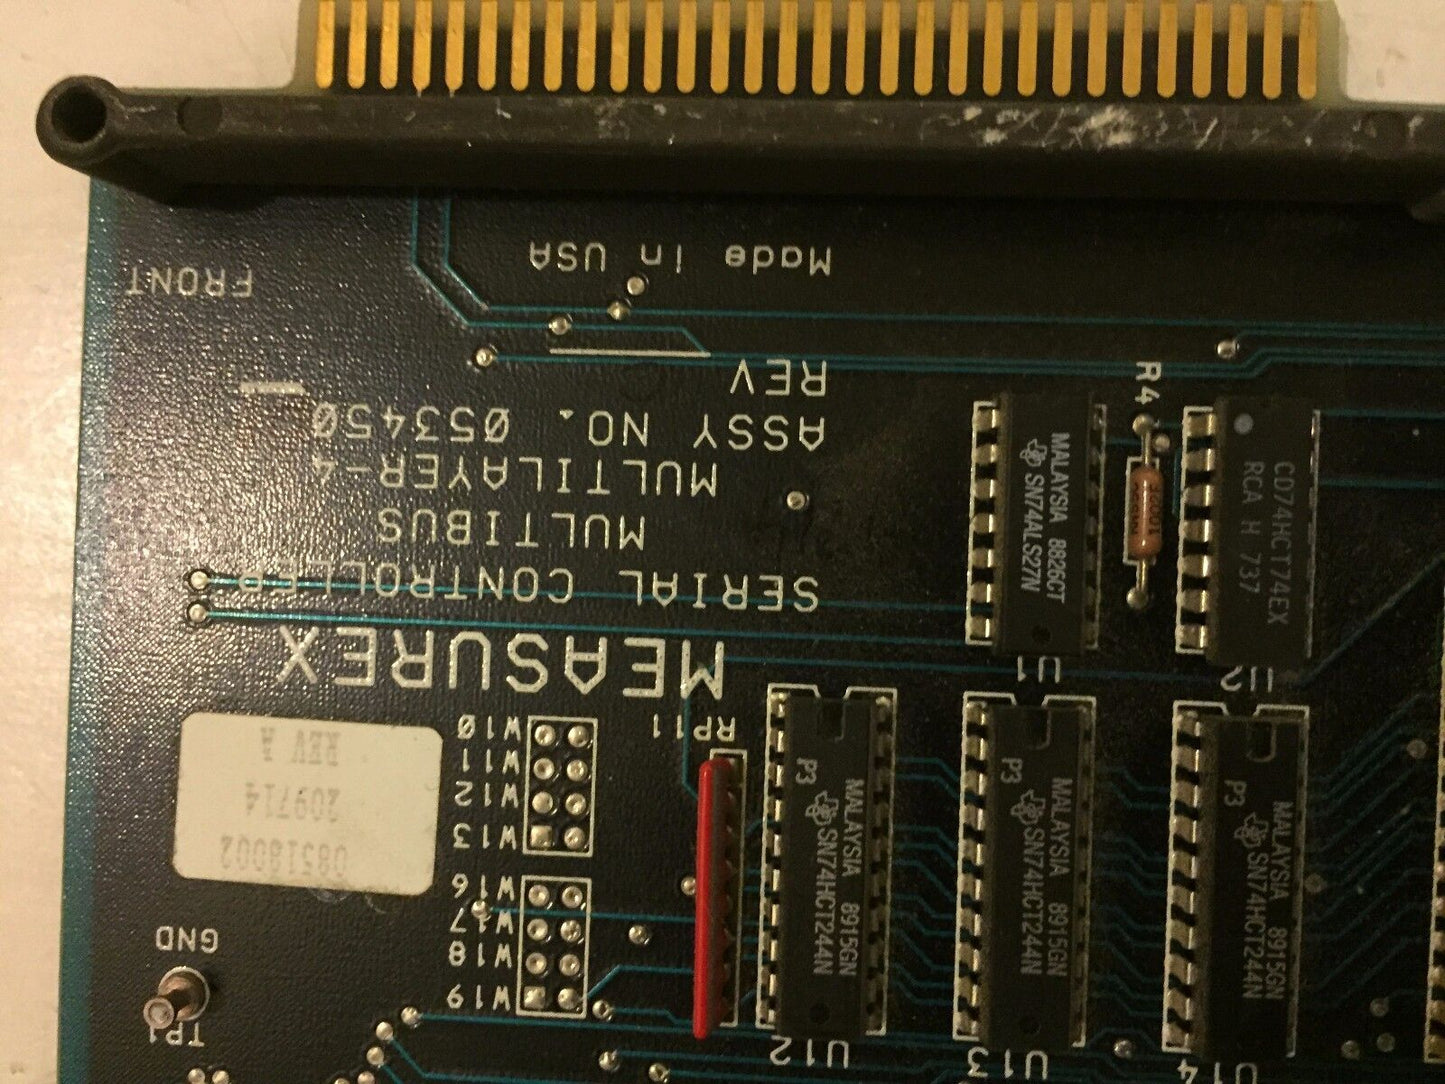 MEASUREX
SERIAL CONTROLLER
MULTIBUS
MULTILAYER-4
ASSY NO. 053450
REV
Made in USA
FRONT
R4
MALAYSIA 8826CT
SN74ALS27N
U1
CD74HCT74EX
RCA H 737
U2
RP11
W10
W11
W12
W13
W16
W17
W18
W19
08518002
209714
REV A
GND
TP1
P3
MALAYSIA 8915GN
SN74HCT244N
U12
P3
MALAYSIA 8915GN
SN74HCT244N
U13
P3
MALAYSIA 8915GN
SN74HCT244N
U14